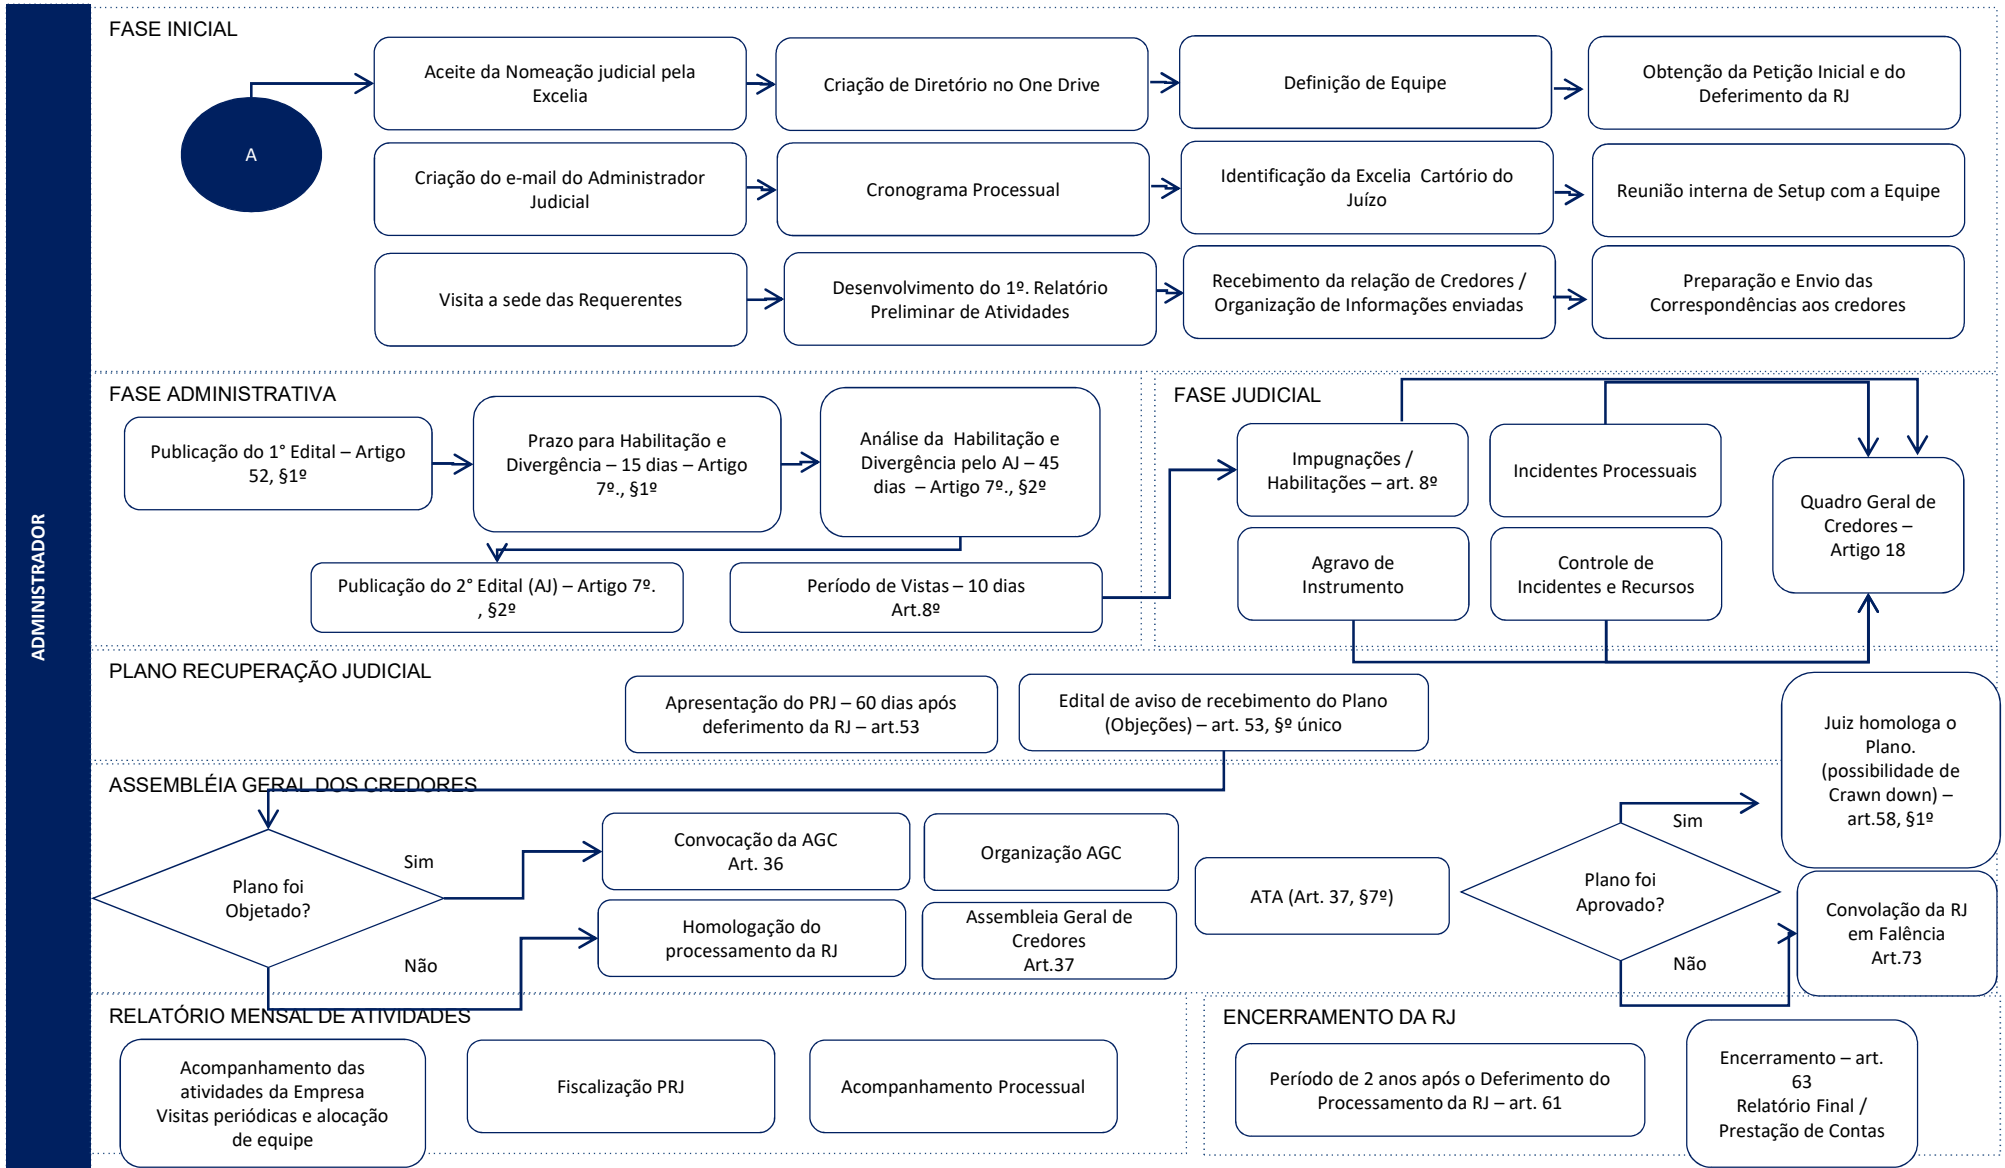 ADMINISTRADOR
FASE INICIAL
A
Aceite da Nomeação judicial pela
Excelia
Criação de Diretório no One Drive
Definição de Equipe
Obtenção da Petição Inicial e do
Deferimento da RJ
Criação do e-mail do Administrador
Judicial
Cronograma Processual
Identificação da Excelia  Cartório do
Juízo
Reunião interna de Setup com a Equipe
Visita a sede das Requerentes
Desenvolvimento do 1º. Relatório
Preliminar de Atividades
Recebimento da relação de Credores /
Organização de Informações enviadas
Preparação e Envio das
Correspondências aos credores
FASE ADMINISTRATIVA
Publicação do 1° Edital – Artigo
52, §1º
Prazo para Habilitação e
Divergência – 15 dias – Artigo
7º., §1º
Análise da  Habilitação e
Divergência pelo AJ – 45
dias  – Artigo 7º., §2º
Publicação do 2° Edital (AJ) – Artigo 7º.
, §2º
Período de Vistas – 10 dias
Art.8º
FASE JUDICIAL
Impugnações /
Habilitações – art. 8º
Incidentes Processuais
Agravo de
Instrumento
Controle de
Incidentes e Recursos
Quadro Geral de
Credores –
Artigo 18
PLANO RECUPERAÇÃO JUDICIAL
Apresentação do PRJ – 60 dias após
deferimento da RJ – art.53
Edital de aviso de recebimento do Plano
(Objeções) – art. 53, §º único
Juiz homologa o
Plano.
(possibilidade de
Crawn down) –
art.58, §1º
ASSEMBLÉIA GERAL DOS CREDORES
Plano foi
Objetado?
Sim
Não
Convocação da AGC
Art. 36
Organização AGC
Homologação do
processamento da RJ
Assembleia Geral de
Credores
Art.37
ATA (Art. 37, §7º)
Plano foi
Aprovado?
Sim
Não
Convolação da RJ
em Falência
Art.73
RELATÓRIO MENSAL DE ATIVIDADES
Acompanhamento das
atividades da Empresa
Visitas periódicas e alocação
de equipe
Fiscalização PRJ
Acompanhamento Processual
ENCERRAMENTO DA RJ
Período de 2 anos após o Deferimento do
Processamento da RJ – art. 61
Encerramento – art.
63
Relatório Final /
Prestação de Contas